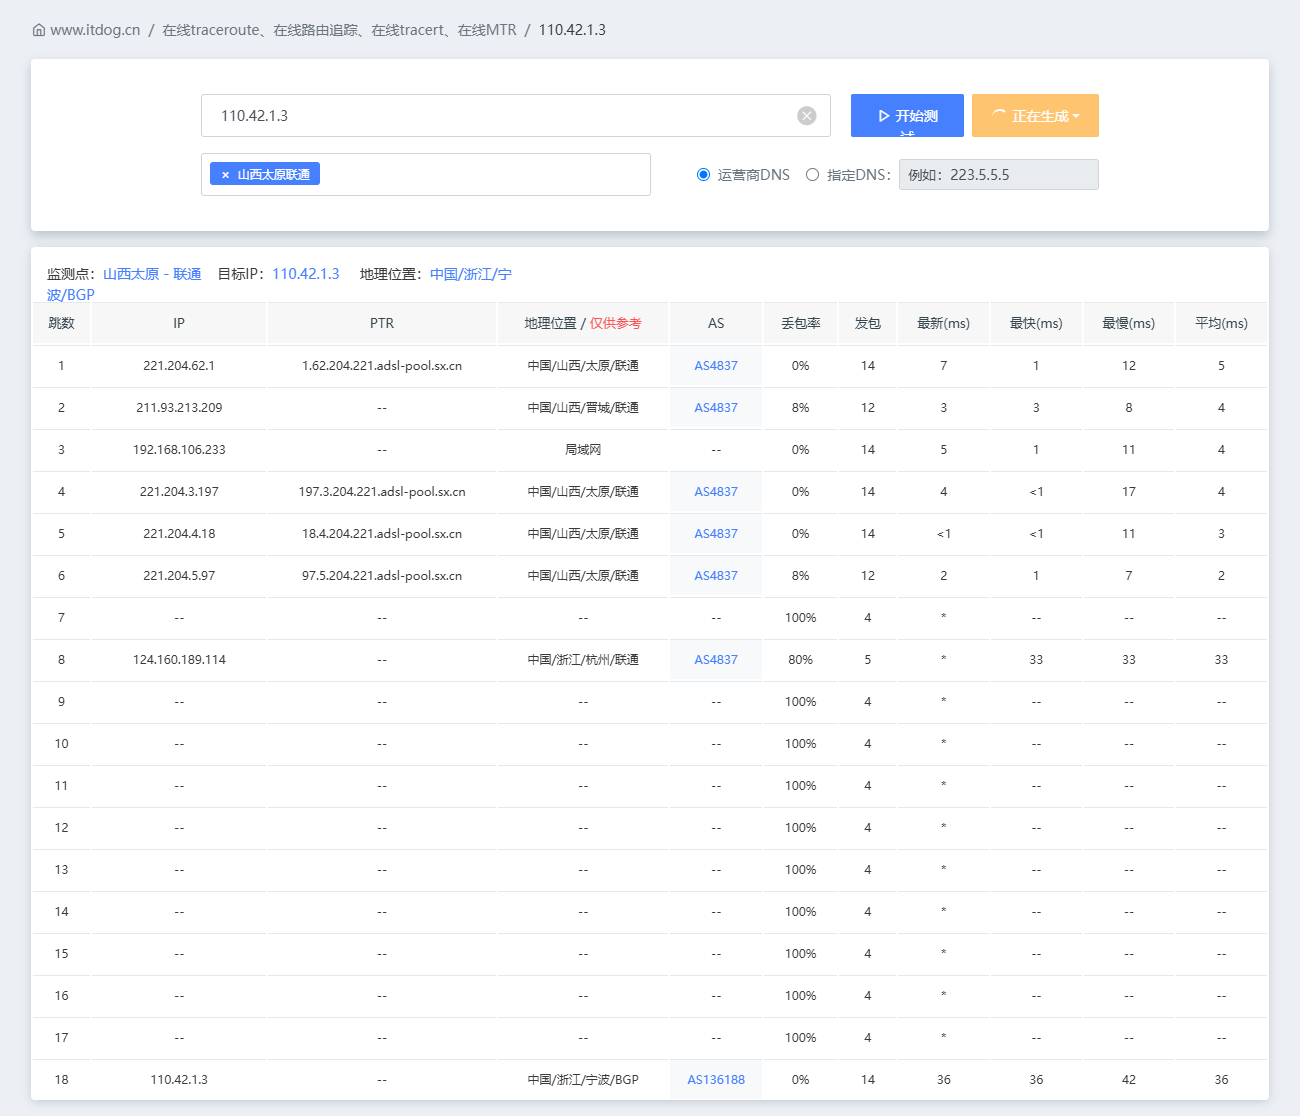 www.itdog.cn / 在线traceroute、在线路由追踪、在线tracert、在线MTR / 110.42.1.3
110.42.1.3 开始测试 正在生成
× 山西太原联通 运营商DNS 指定DNS： 例如：223.5.5.5
监测点：山西太原 - 联通 目标IP：110.42.1.3 地理位置：中国/浙江/宁
波/BGP
跳数 IP PTR 地理位置 / 仅供参考 AS 丢包率 发包 最新(ms) 最快(ms) 最慢(ms) 平均(ms)
1 221.204.62.1 1.62.204.221.adsl-pool.sx.cn 中国/山西/太原/联通 AS4837 0% 14 7 1 12 5
2 211.93.213.209 -- 中国/山西/晋城/联通 AS4837 8% 12 3 3 8 4
3 192.168.106.233 -- 局域网 -- 0% 14 5 1 11 4
4 221.204.3.197 197.3.204.221.adsl-pool.sx.cn 中国/山西/太原/联通 AS4837 0% 14 4 <1 17 4
5 221.204.4.18 18.4.204.221.adsl-pool.sx.cn 中国/山西/太原/联通 AS4837 0% 14 <1 <1 11 3
6 221.204.5.97 97.5.204.221.adsl-pool.sx.cn 中国/山西/太原/联通 AS4837 8% 12 2 1 7 2
7 -- -- -- -- 100% 4 * -- -- --
8 124.160.189.114 -- 中国/浙江/杭州/联通 AS4837 80% 5 * 33 33 33
9 -- -- -- -- 100% 4 * -- -- --
10 -- -- -- -- 100% 4 * -- -- --
11 -- -- -- -- 100% 4 * -- -- --
12 -- -- -- -- 100% 4 * -- -- --
13 -- -- -- -- 100% 4 * -- -- --
14 -- -- -- -- 100% 4 * -- -- --
15 -- -- -- -- 100% 4 * -- -- --
16 -- -- -- -- 100% 4 * -- -- --
17 -- -- -- -- 100% 4 * -- -- --
18 110.42.1.3 -- 中国/浙江/宁波/BGP AS136188 0% 14 36 36 42 36